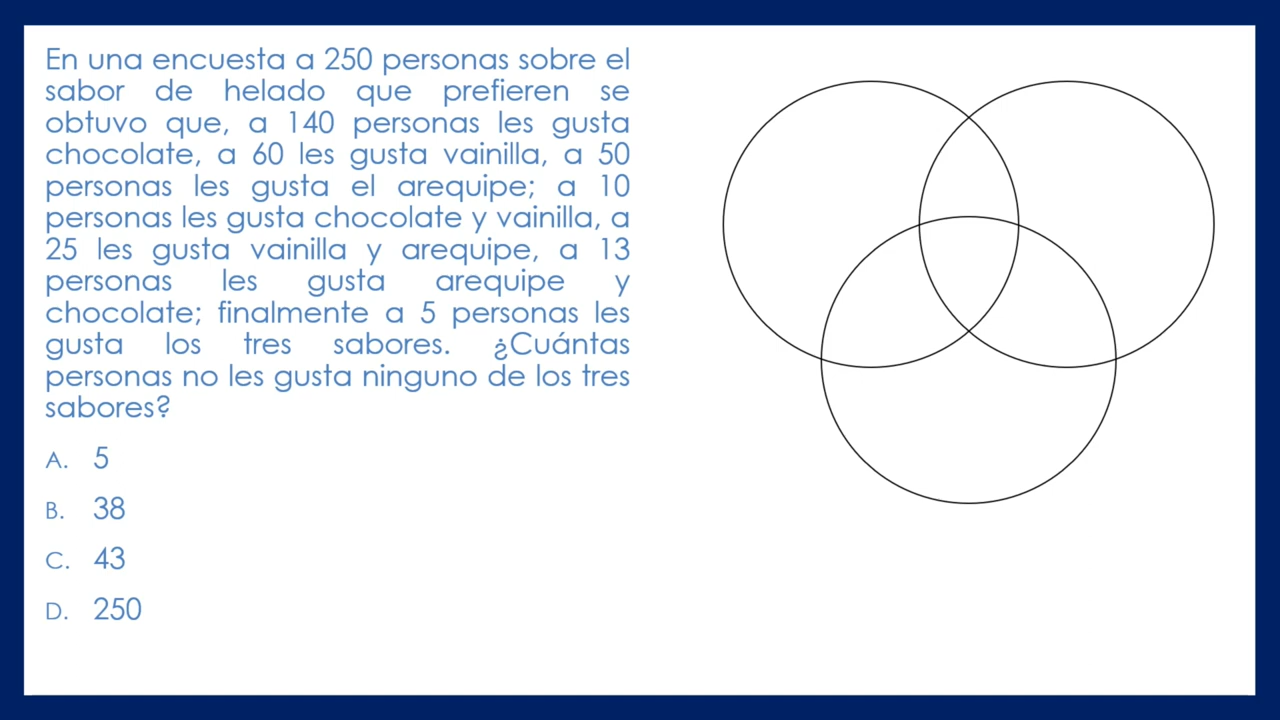 En una encuesta a 250 personas sobre el
sabor de helado que prefieren se
obtuvo que, a 140 personas les gusta
chocolate, a 60 les gusta vainilla, a 50
personas les gusta el arequipe; a 10
personas les gusta chocolate y vainilla, a
25 les gusta vainilla y arequipe, a 13
personas les gusta arequipe y
chocolate; finalmente a 5 personas les
gusta los tres sabores. ¿Cuántas
personas no les gusta ninguno de los tres
sabores?
A. 5
B. 38
C. 43
D. 250